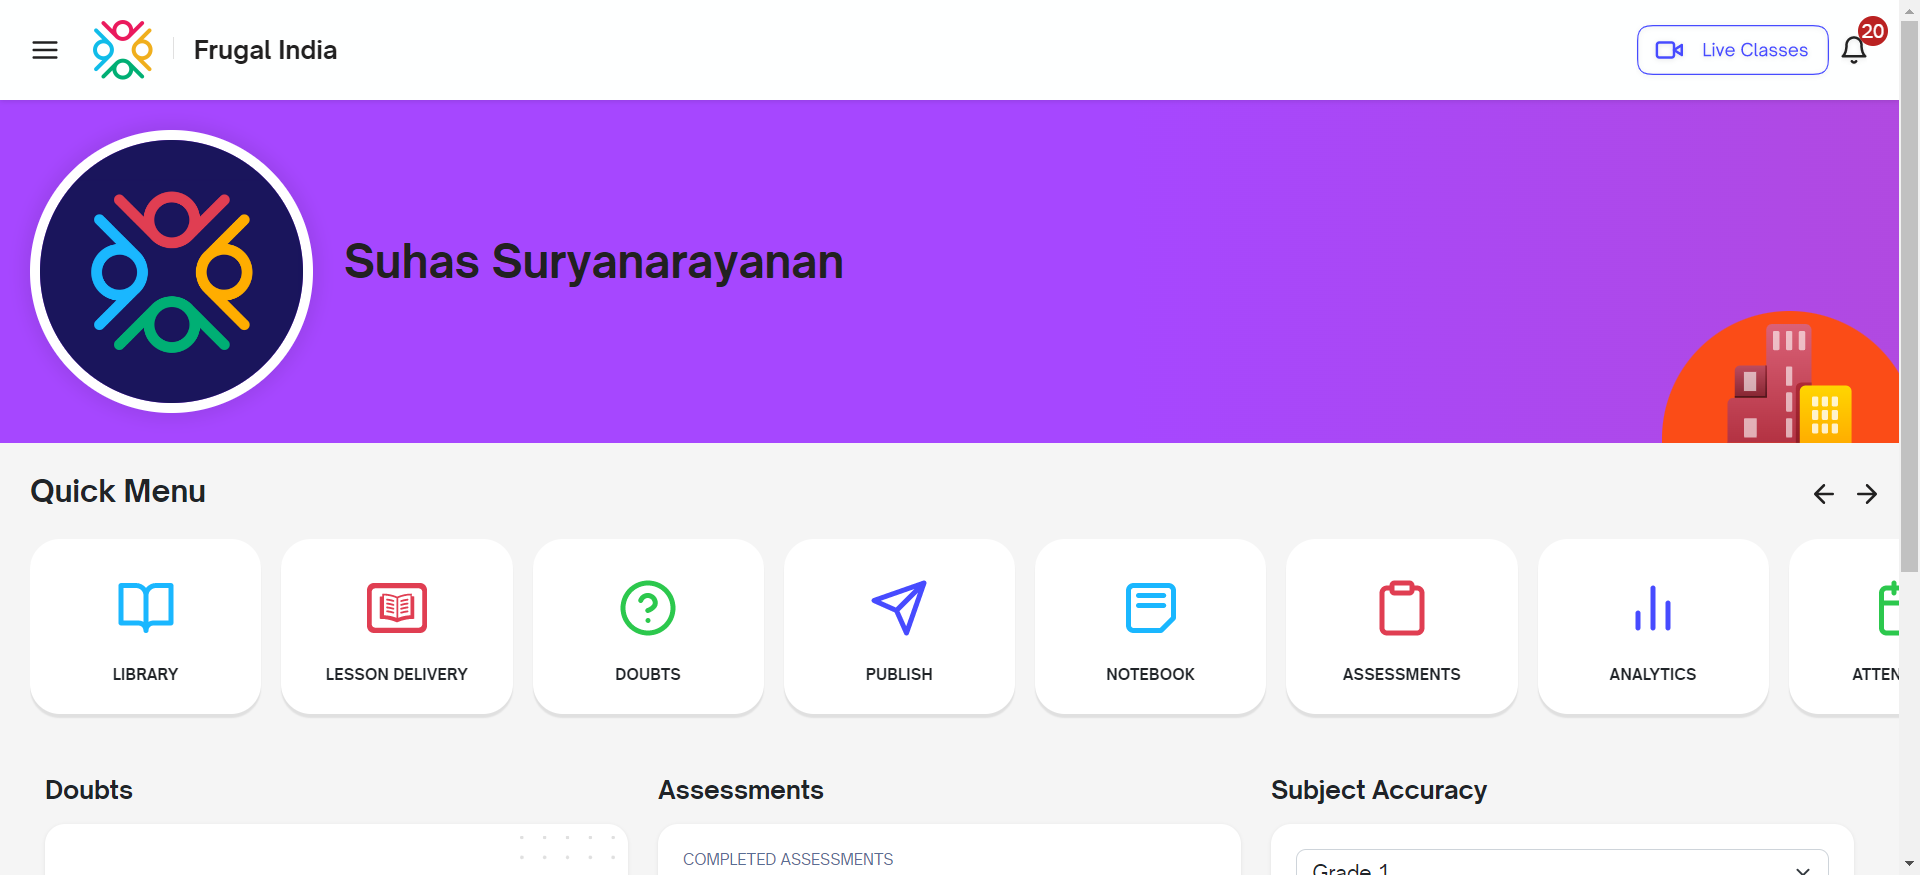 Frugal India
Live Classes
20
Suhas Suryanarayanan
Quick Menu
LIBRARY
LESSON DELIVERY
DOUBTS
PUBLISH
NOTEBOOK
ASSESSMENTS
ANALYTICS
ATTEN
Doubts
Assessments
Subject Accuracy
COMPLETED ASSESSMENTS
Grade 1